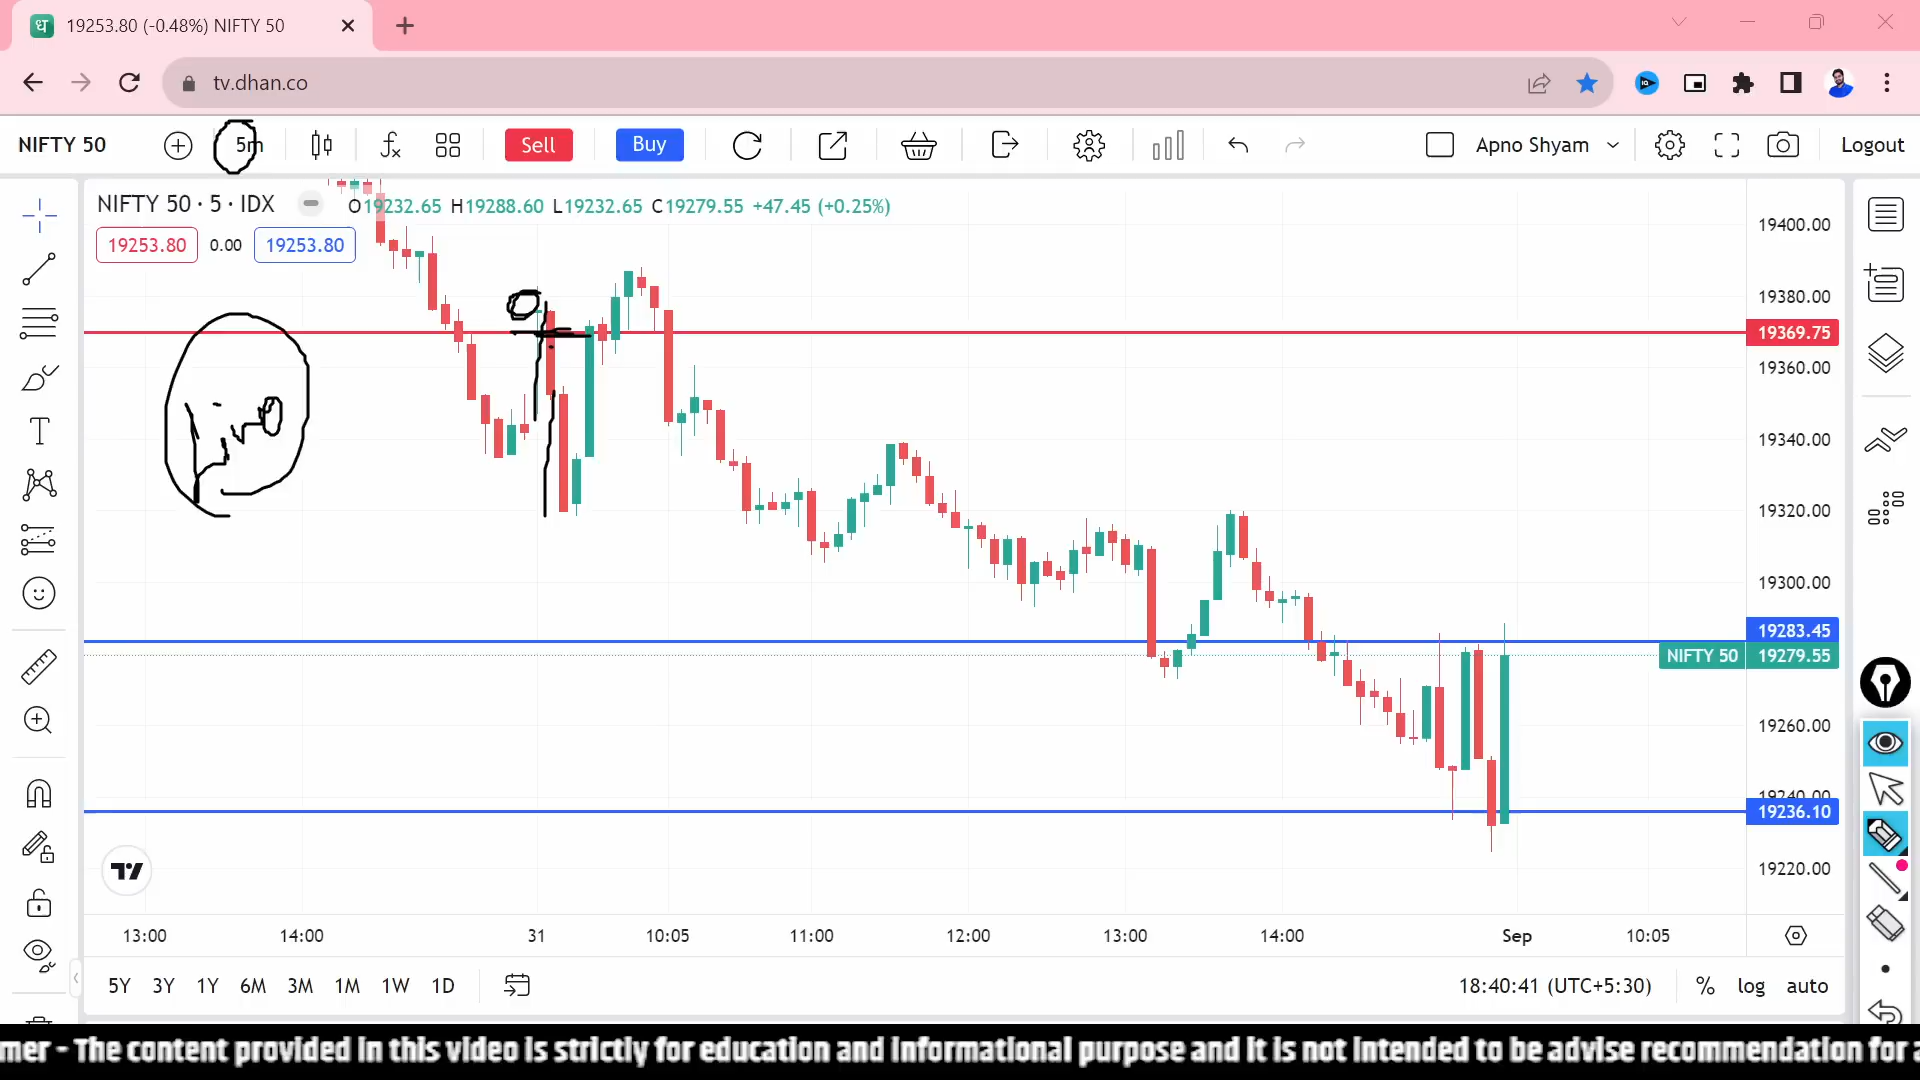 19253.80 (-0.48%) NIFTY 50
tv.dhan.co
NIFTY 50 5m Sell Buy Apno Shyam Logout
NIFTY 50 · 5 · IDX O19232.65 H19288.60 L19232.65 C19279.55 +47.45 (+0.25%)
19253.80 0.00 19253.80
19400.00
19380.00
19369.75
19360.00
19340.00
19320.00
19300.00
19283.45
NIFTY 50 19279.55
19260.00
19240.00
19236.10
19220.00
13:00 14:00 31 10:05 11:00 12:00 13:00 14:00 Sep 10:05
5Y 3Y 1Y 6M 3M 1M 1W 1D 18:40:41 (UTC+5:30) % log auto
mer - The content provided in this video is strictly for education and informational purpose and it is not intended to be advise recommendation for a